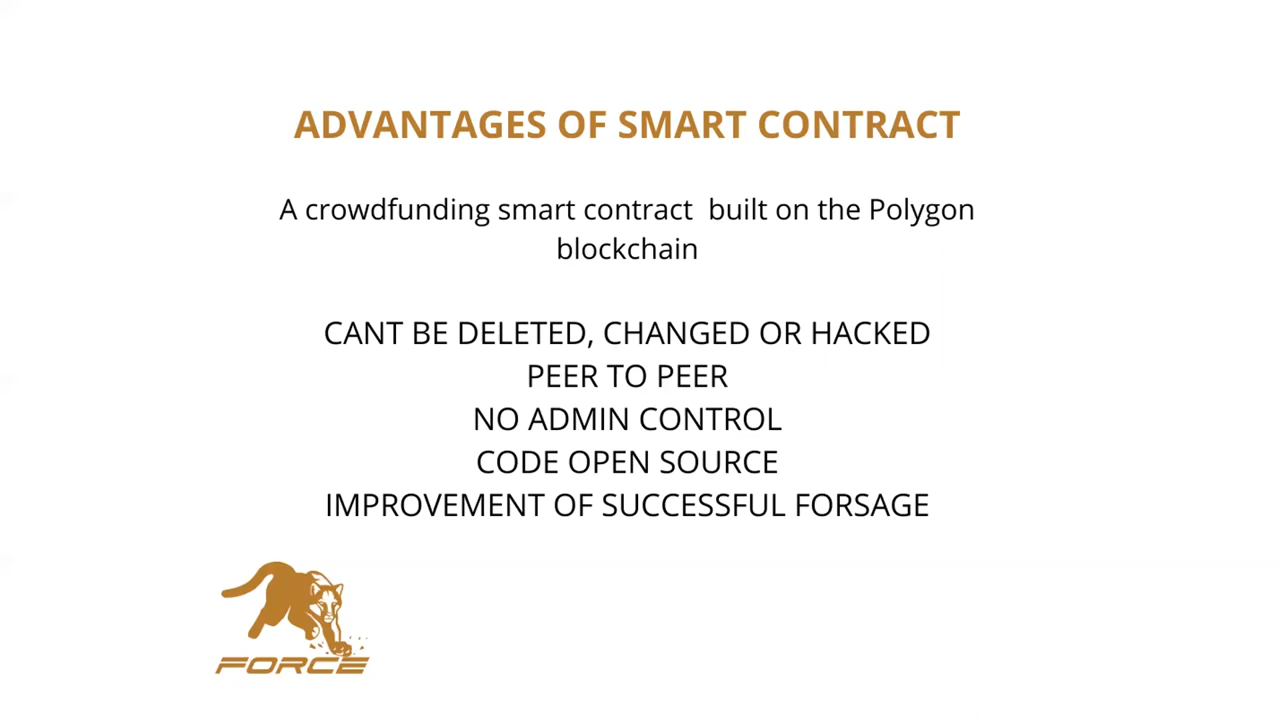 ADVANTAGES OF SMART CONTRACT
A crowdfunding smart contract  built on the Polygon
blockchain
CANT BE DELETED, CHANGED OR HACKED
PEER TO PEER
NO ADMIN CONTROL
CODE OPEN SOURCE
IMPROVEMENT OF SUCCESSFUL FORSAGE
FORCE